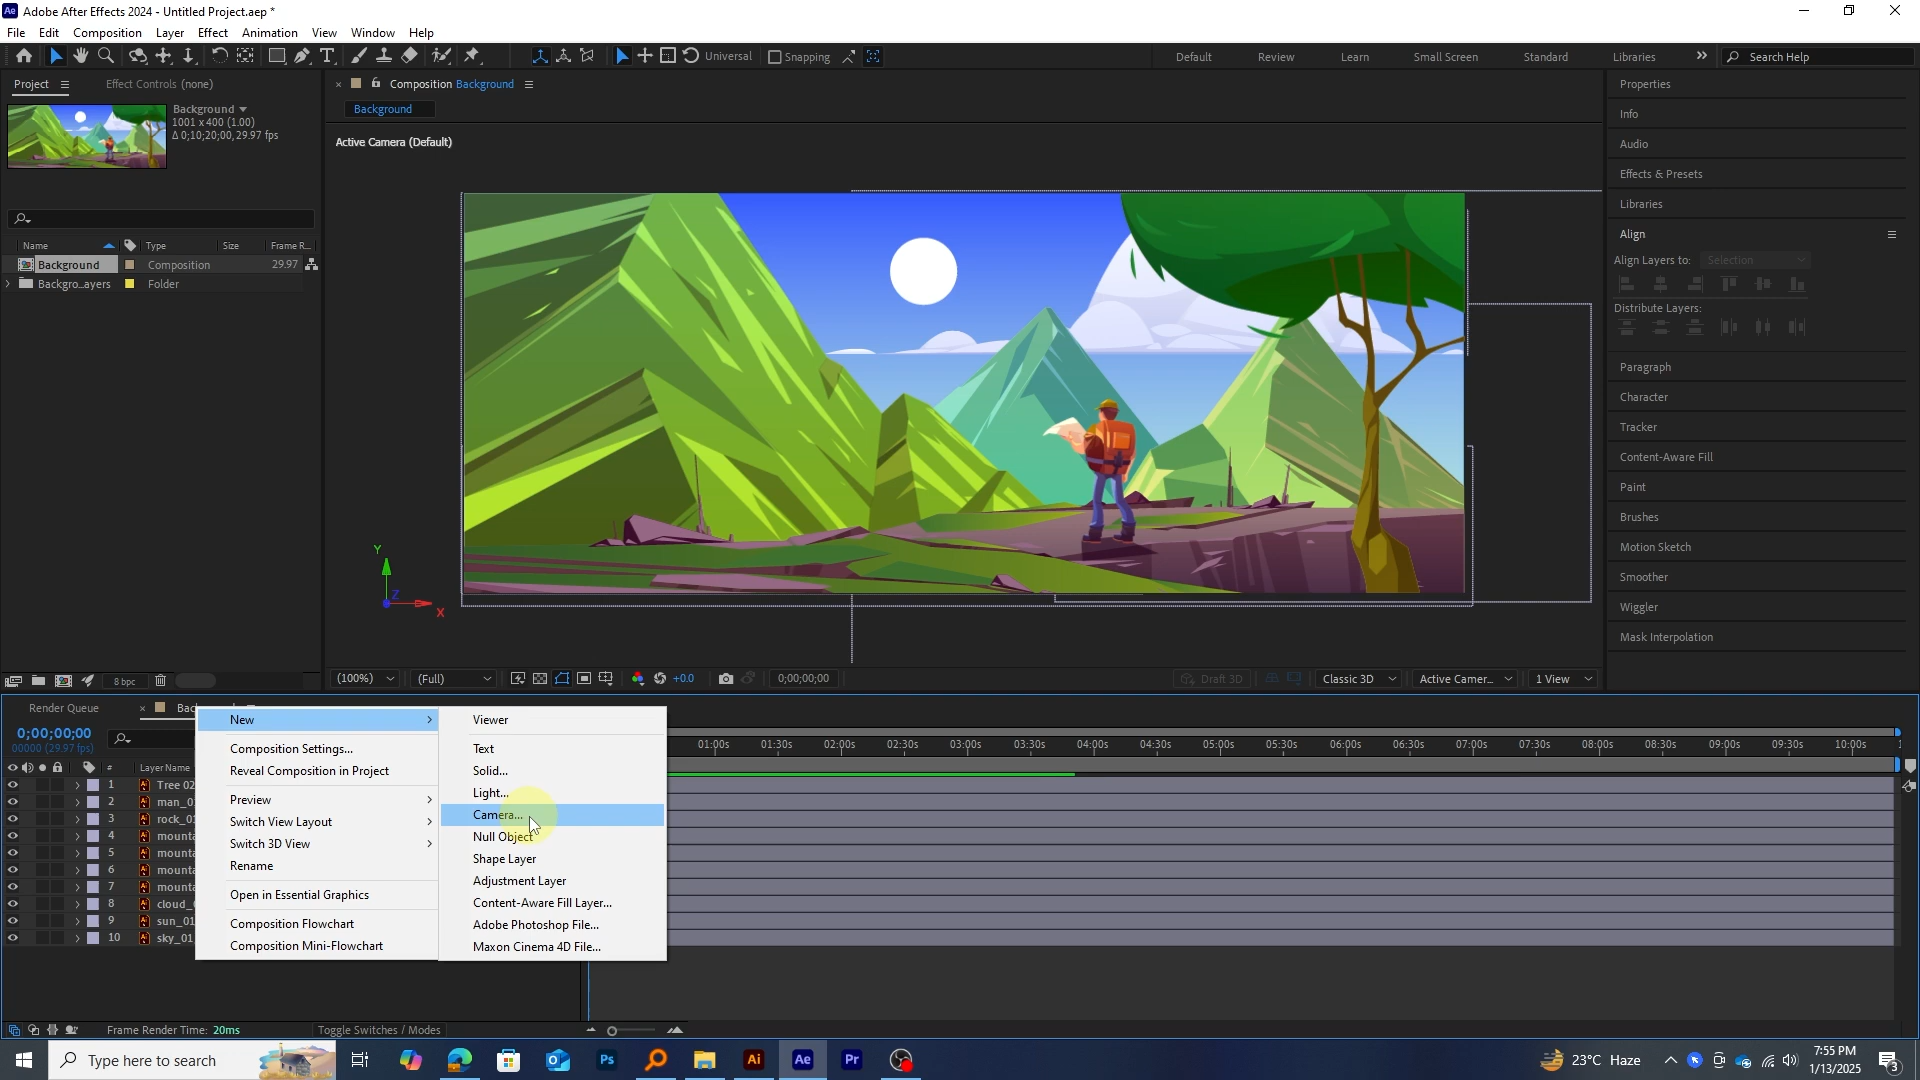 Ae Adobe After Effects 2024 - Untitled Project.aep *
File Edit Composition Layer Effect Animation View Window Help
Universal Snapping Default Review Learn Small Screen Standard Libraries Search Help
Project Effect Controls (none)
Background
1001 x 400 (1.00)
Δ 0;10;20;00, 29.97 fps
Name Type Size Frame R...
Background Composition 29.97
Backgro...ayers Folder
8 bpc
Composition Background
Background
Active Camera (Default)
Y
Z
X
(100%) (Full) +0.0 0;00;00;00 Draft 3D Classic 3D Active Camer... 1 View
Properties
Info
Audio
Effects & Presets
Libraries
Align
Align Layers to: Selection
Distribute Layers:
Paragraph
Character
Tracker
Content-Aware Fill
Paint
Brushes
Motion Sketch
Smoother
Wiggler
Mask Interpolation
Render Queue
0;00;00;00
00000 (29.97 fps)
# Layer Name
1 Tree 02
2
3
4
5
6
7
8
9
10
New
Composition Settings...
Reveal Composition in Project
Preview
Switch View Layout
Switch 3D View
Rename
Open in Essential Graphics
Composition Flowchart
Composition Mini-Flowchart
Viewer
Text
Solid...
Light...
Camera...
Null Object
Shape Layer
Adjustment Layer
Content-Aware Fill Layer...
Adobe Photoshop File...
Maxon Cinema 4D File...
01:00s 01:30s 02:00s 02:30s 03:00s 03:30s 04:00s 04:30s 05:00s 05:30s 06:00s 06:30s 07:00s 07:30s 08:00s 08:30s 09:00s 09:30s 10:00s
Frame Render Time: 20ms Toggle Switches / Modes
Type here to search
Ps Ai Ae Pr
23°C Haze
7:55 PM
1/13/2025
3